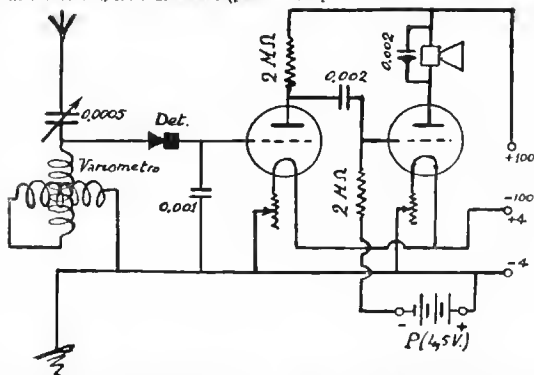 2 MΩ
0,002
0.002
0,0005
Det.
Variometro
0,001
2 MΩ
+100
-100
+4
-4
- +
P(4,5V.)